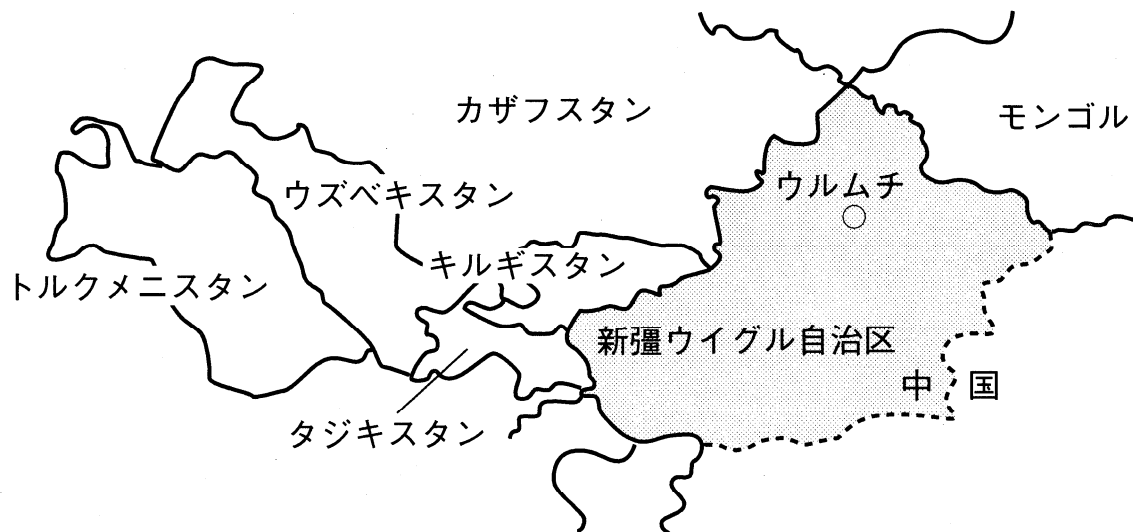 カザフスタン
モンゴル
ウズベキスタン
ウルムチ
キルギスタン
トルクメニスタン
新疆ウイグル自治区
中国
タジキスタン